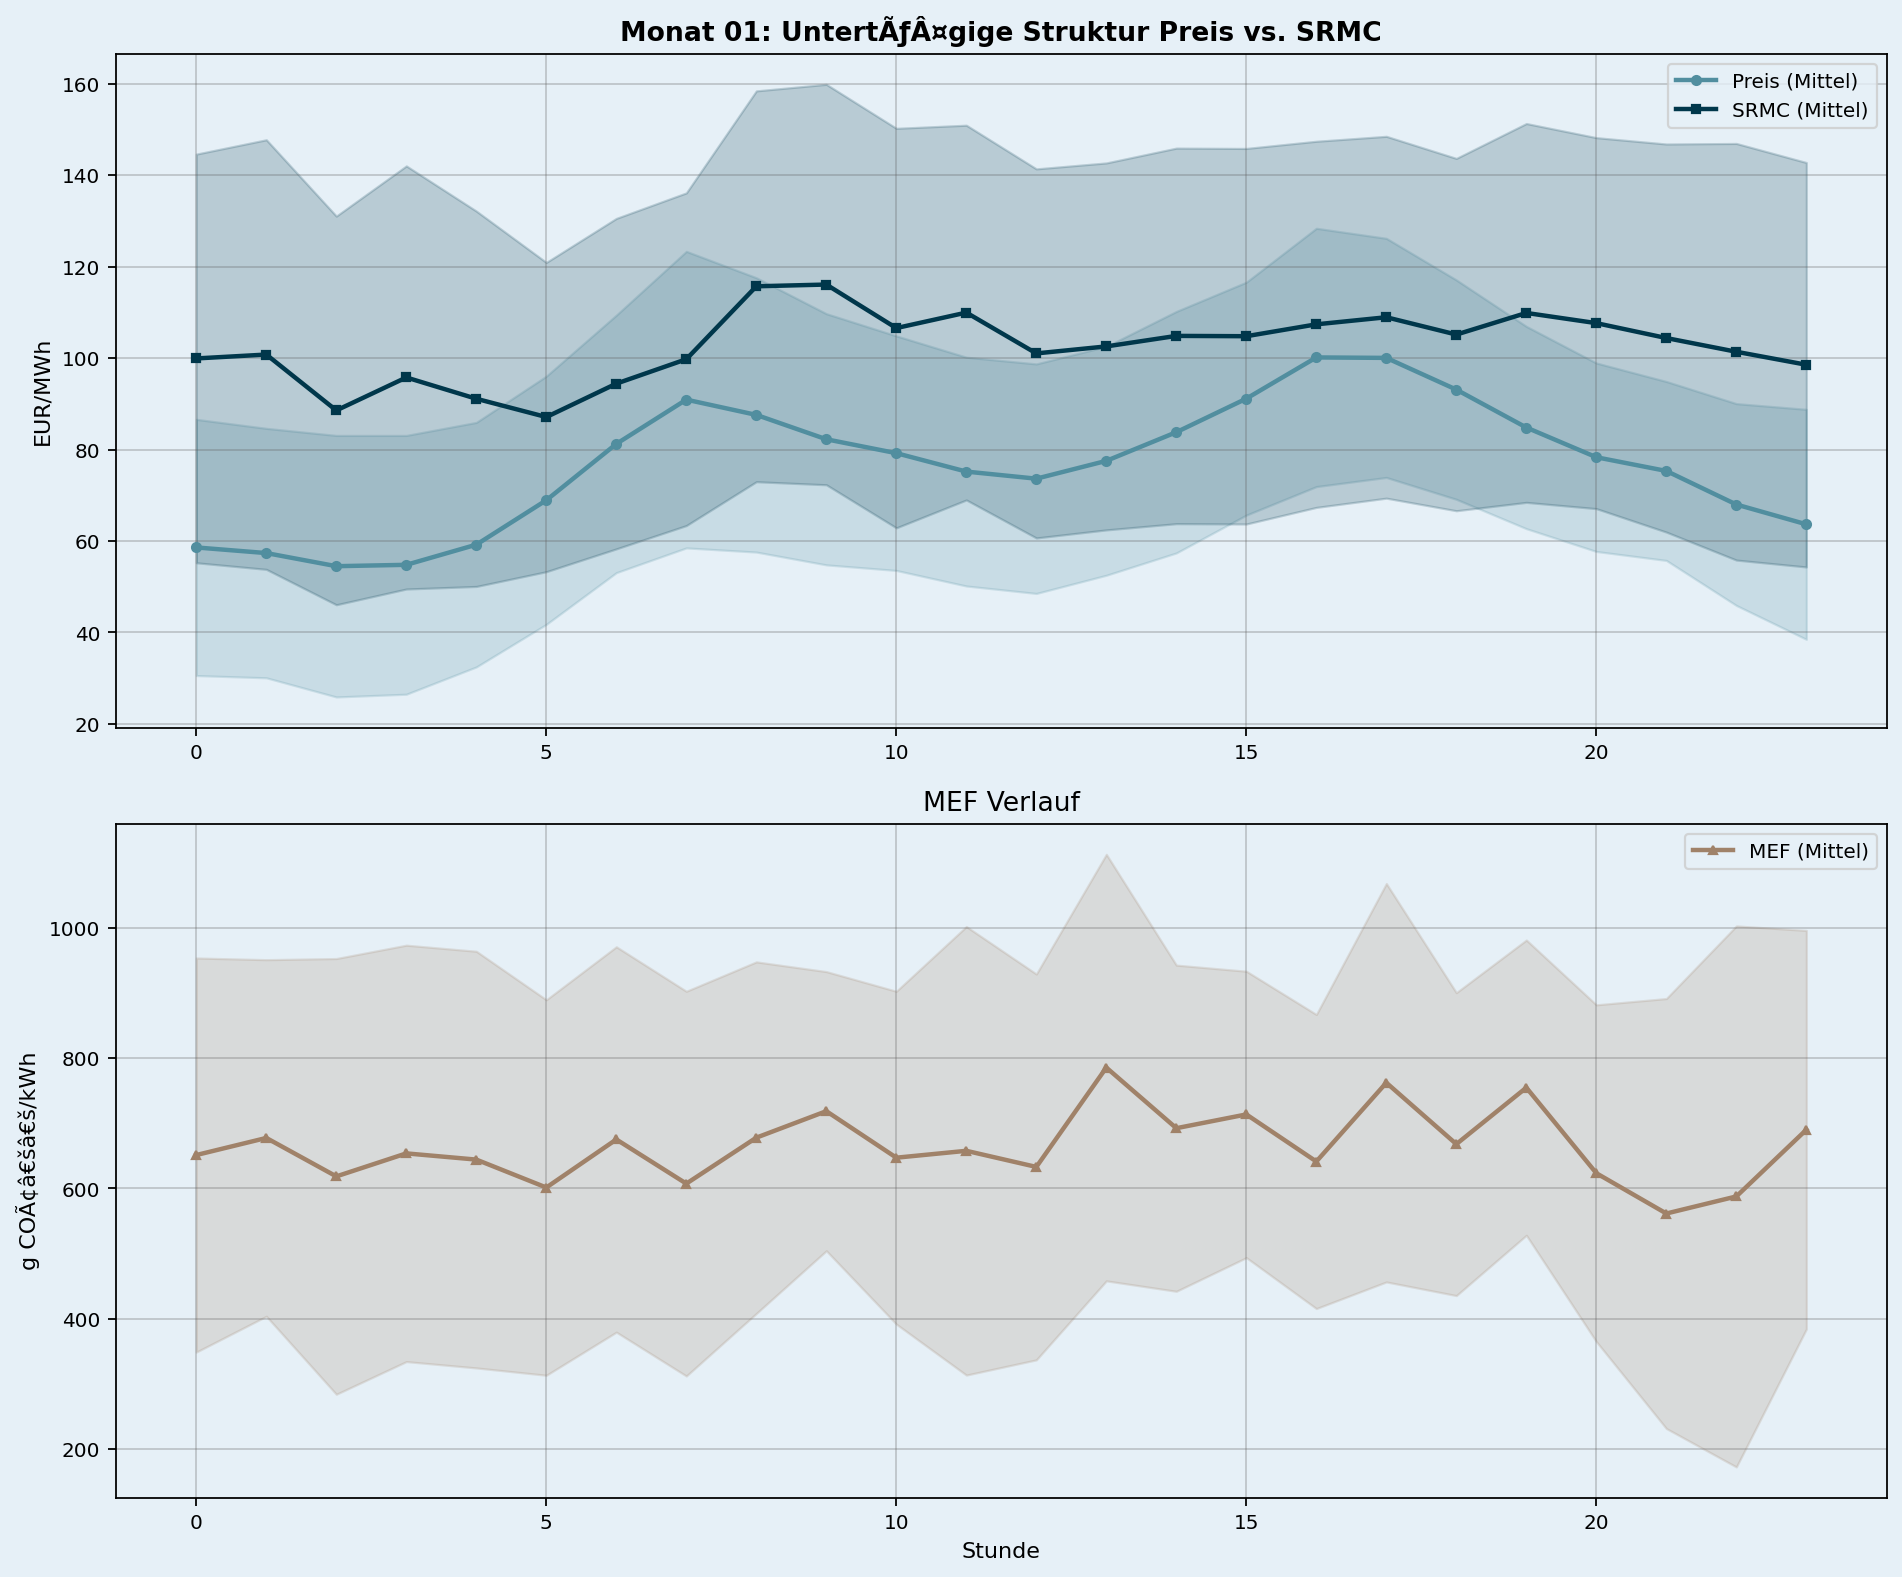 Monat 01: UntertÃƒÂ¤gige Struktur Preis vs. SRMC
Preis (Mittel)
SRMC (Mittel)
EUR/MWh
160
140
120
100
80
60
40
20
0 5 10 15 20
MEF Verlauf
MEF (Mittel)
g COÃ¢â€šâ€š/kWh
1000
800
600
400
200
0 5 10 15 20
Stunde